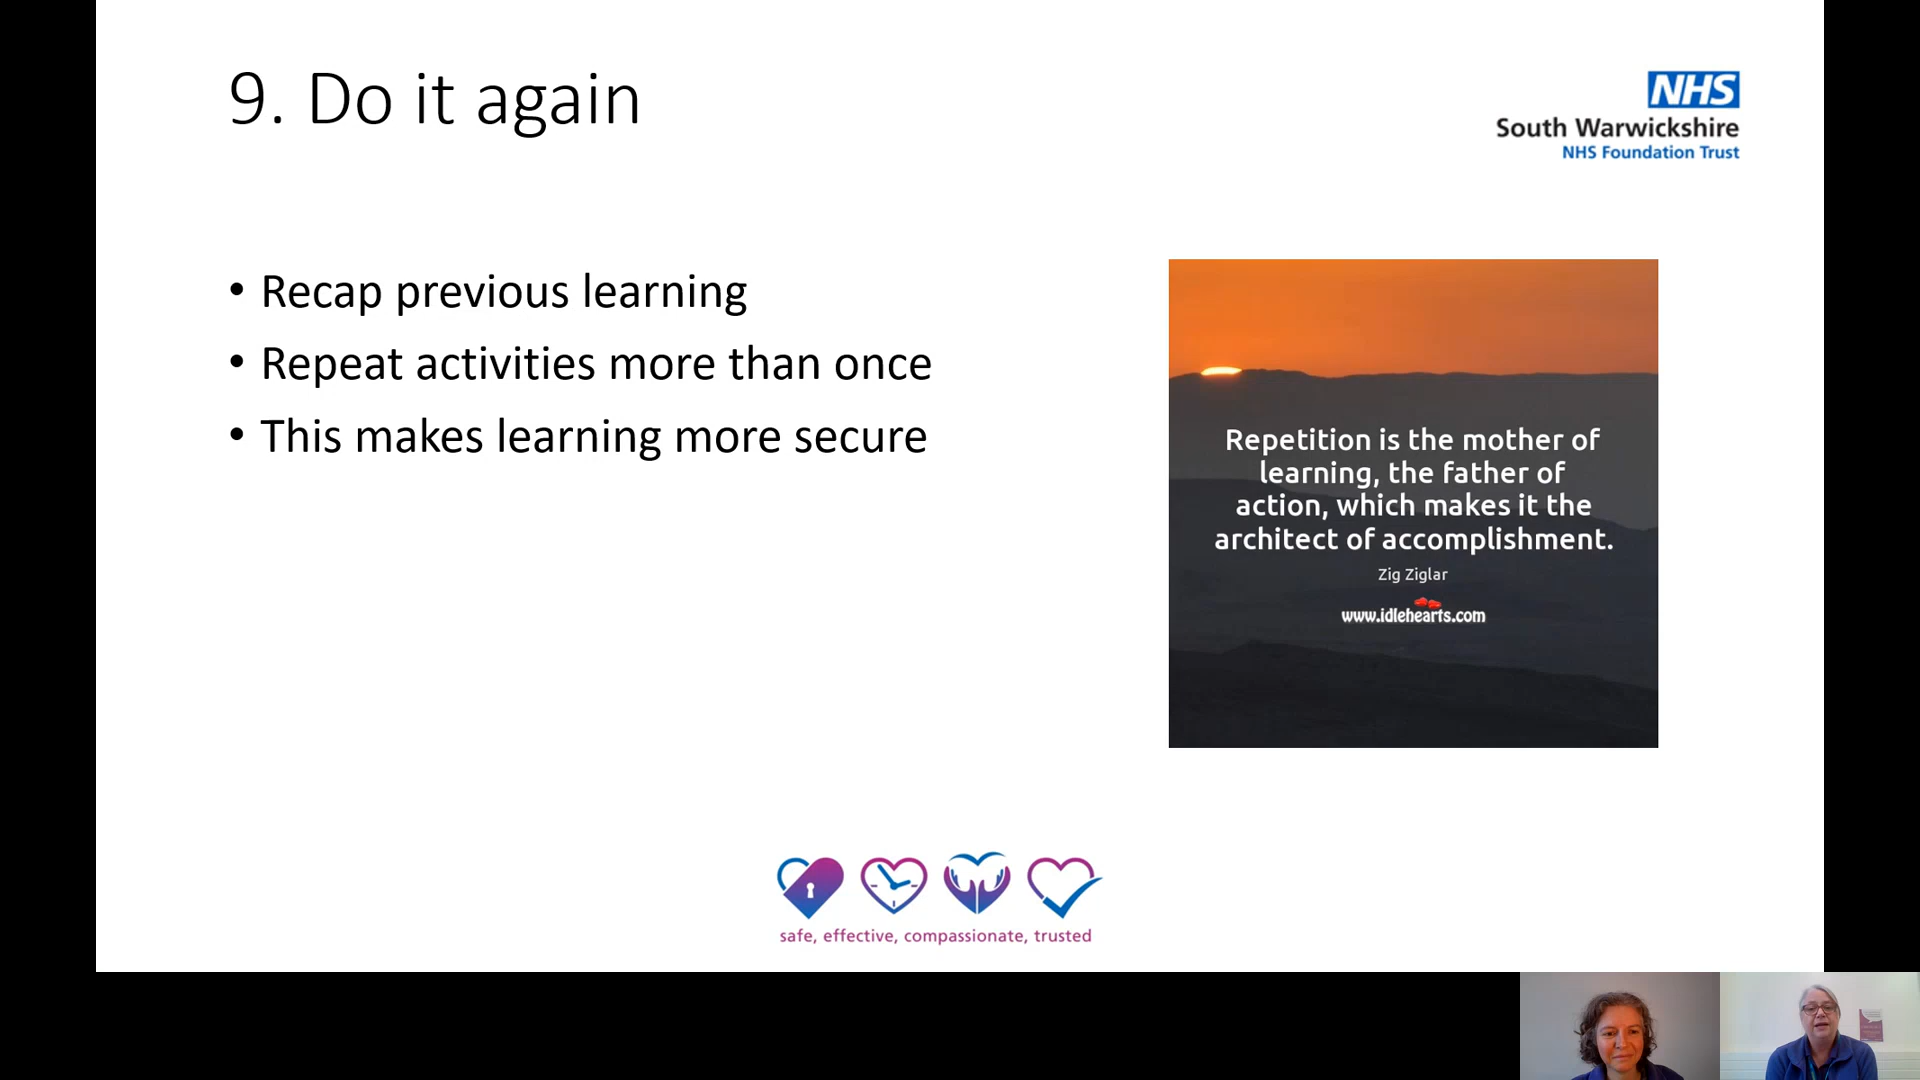 9. Do it again
NHS
South Warwickshire
NHS Foundation Trust
• Recap previous learning
• Repeat activities more than once
• This makes learning more secure
Repetition is the mother of
learning, the father of
action, which makes it the
architect of accomplishment.
Zig Ziglar
www.idlehearts.com
safe, effective, compassionate, trusted